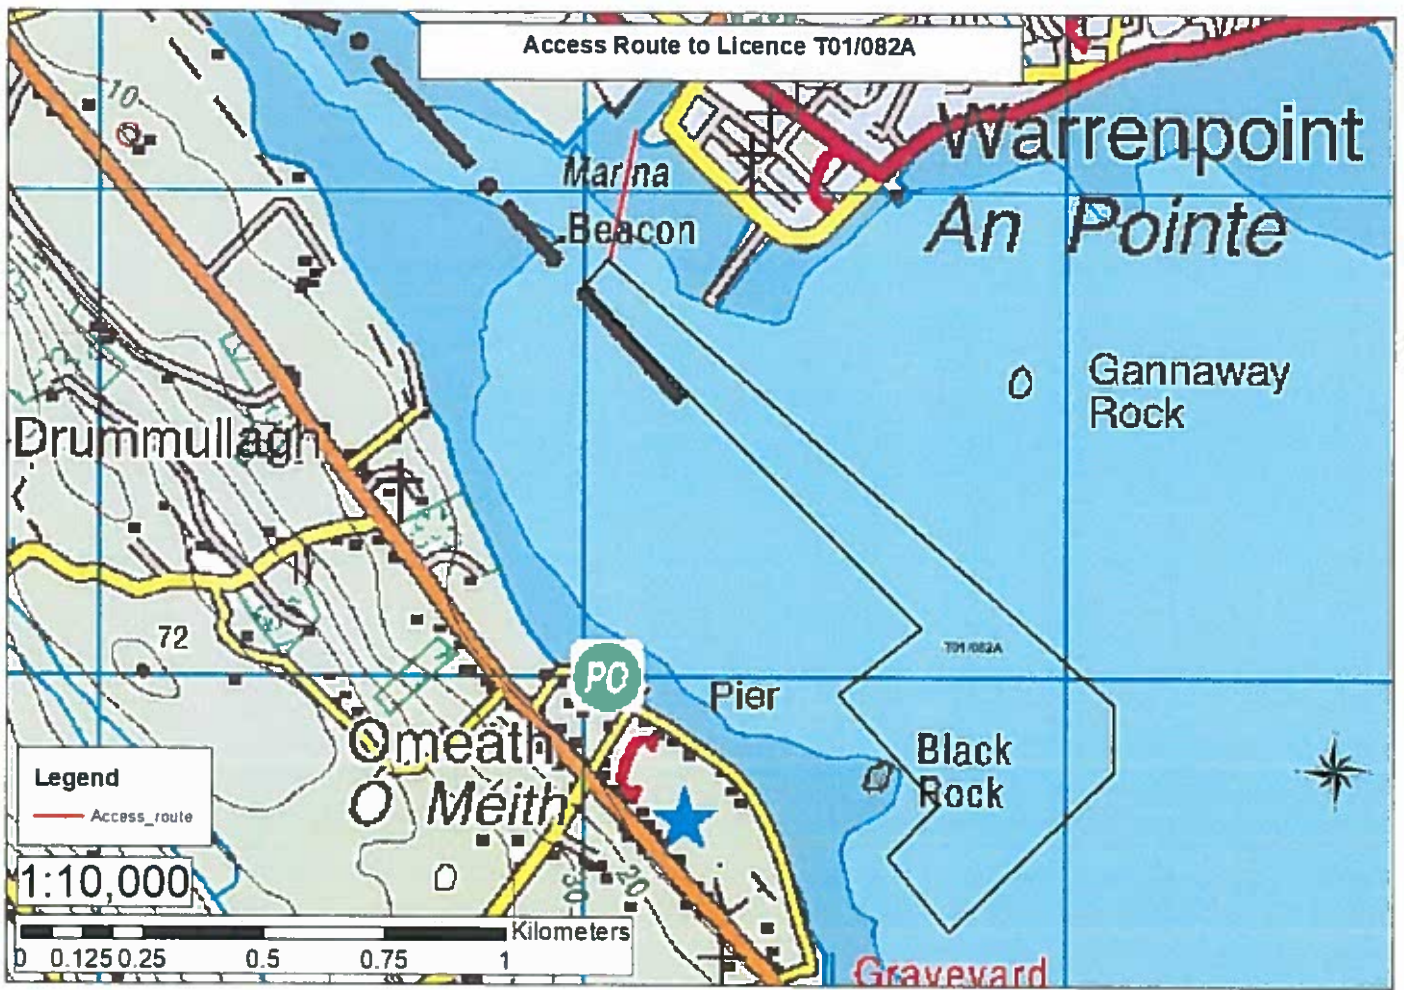 Access Route to Licence T01/082A
10
Warrenpoint
An Pointe
Marina
Beacon
Gannaway
Rock
Drummullagh
72
T01/082A
PO
Pier
Omeath
Ó Méith
Black
Rock
Legend
Access_route
1:10,000
30
20
Kilometers
0 0.125 0.25 0.5 0.75 1
Graveyard